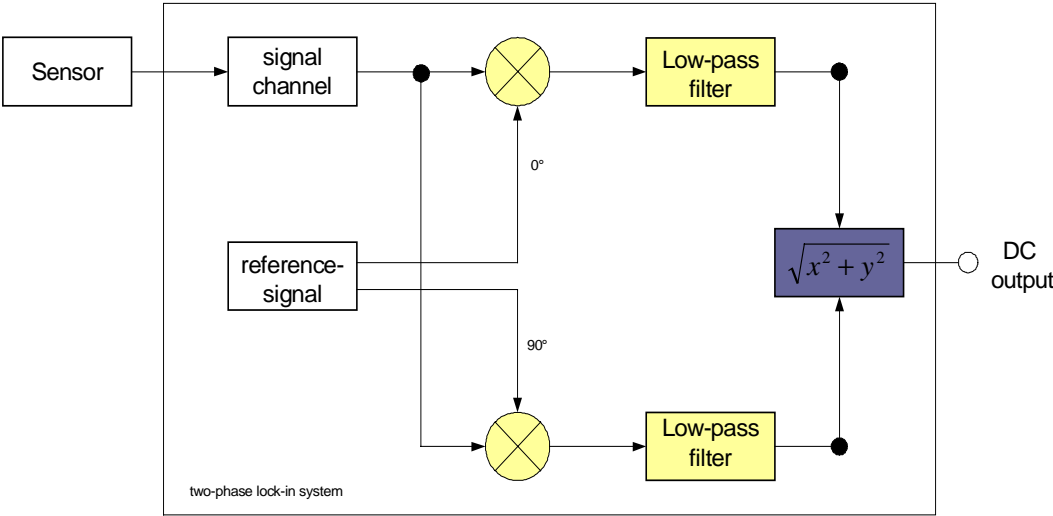 Sensor
signal
channel
Low-pass
filter
0°
reference-
signal
√x² + y²
DC
output
90°
Low-pass
filter
two-phase lock-in system